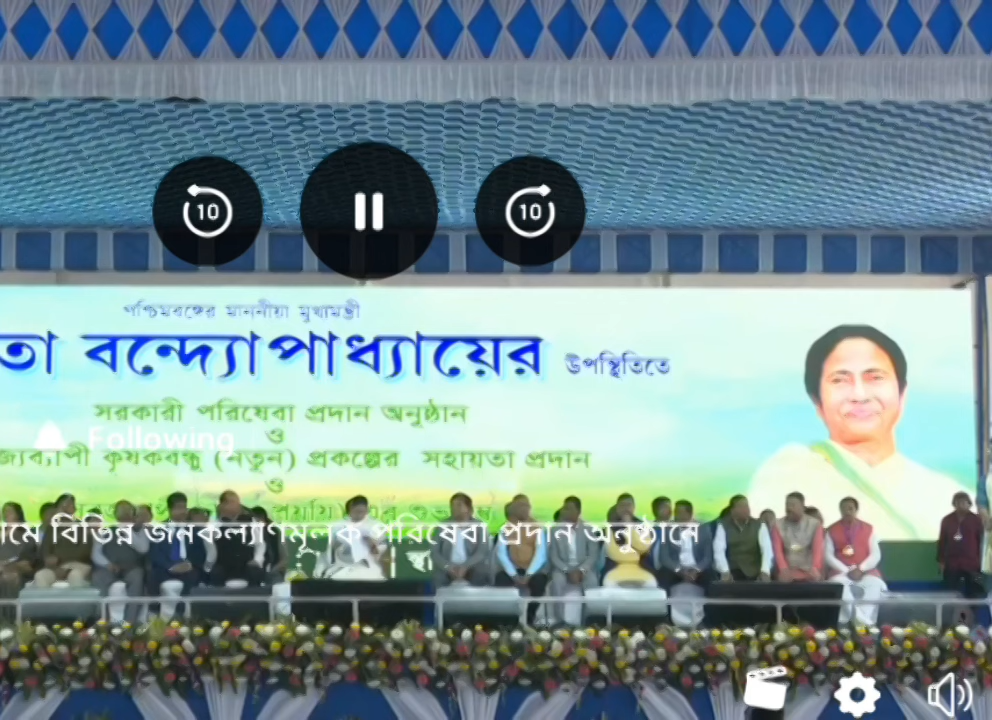 পশ্চিমবঙ্গের মাননীয়া মুখ্যমন্ত্রী
তা বন্দ্যোপাধ্যায়ের উপস্থিতিতে
সরকারী পরিষেবা প্রদান অনুষ্ঠান
ও
Following
জ্যব্যাপী কৃষকবন্ধু (নতুন) প্রকল্পের সহায়তা প্রদান
ও
মে বিভিন্ন জনকল্যাণমূলক পরিষেবা প্রদান অনুষ্ঠানে
10
10